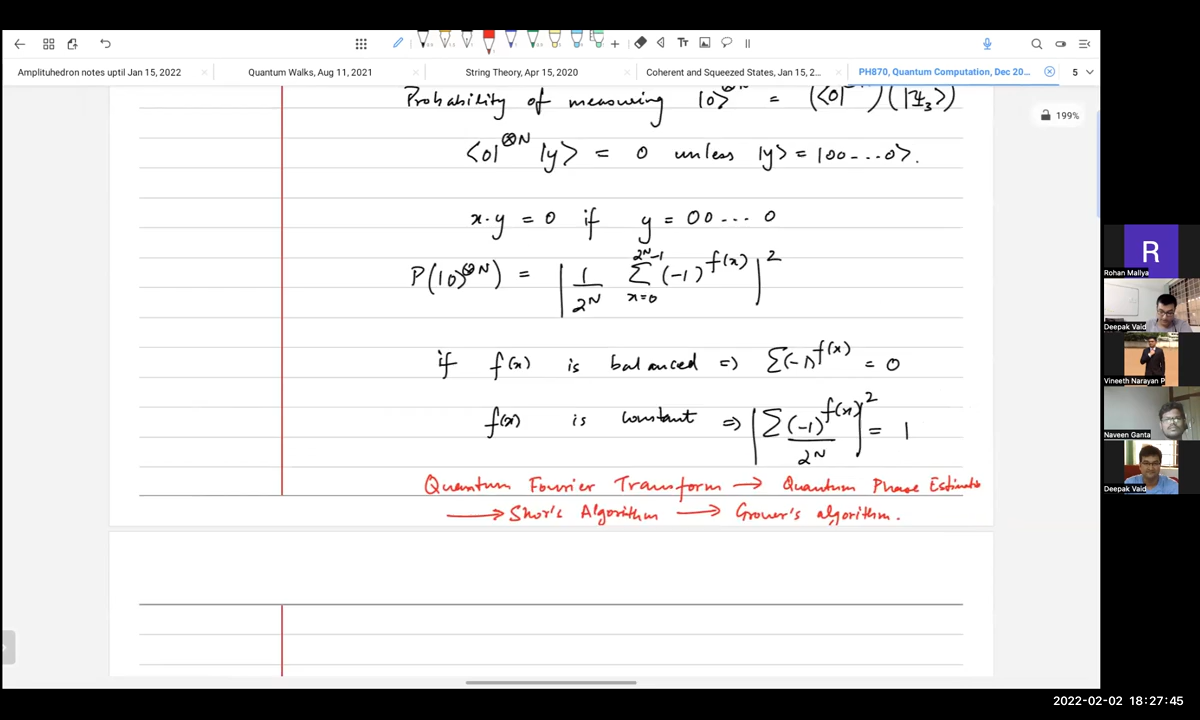 Amplituhedron notes uptil Jan 15, 2022
Quantum Walks, Aug 11, 2021
String Theory, Apr 15, 2020
Coherent and Squeezed States, Jan 15, 2...
PH870, Quantum Computation, Dec 20...
5
199%
Probability of measuring |0>^⊗N = (<0|^⊗N)(|Ψ₃>)
<0|^⊗N |y> = 0 unless |y> = |00---0>.
x·y = 0 if y = 00---- 0
P(|0>^⊗N) = |1/2^N Σ_{x=0}^{2^N-1} (-1)^f(x)|^2
if f(x) is balanced => Σ(-1)^f(x) = 0
f(x) is constant => |Σ (-1)^f(x) / 2^N|^2 = 1
Quantum Fourier Transform → Quantum Phase Estimatio
→ Shor's Algorithm → Grover's algorithm.
R
Rohan Mallya
Deepak Vaid
Vineeth Narayan P
Naveen Ganta
Deepak Vaid
2022-02-02 18:27:45